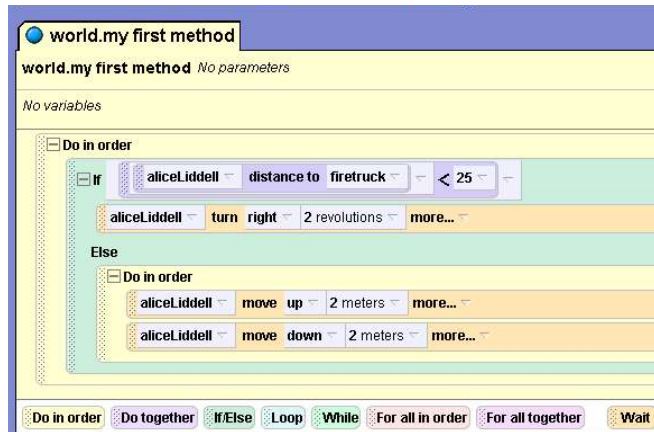 world.my first method
world.my first method No parameters
No variables
Do in order
If aliceLiddell distance to firetruck < 25
aliceLiddell turn right 2 revolutions more...
Else
Do in order
aliceLiddell move up 2 meters more...
aliceLiddell move down 2 meters more...
Do in order Do together If/Else Loop While For all in order For all together Wait